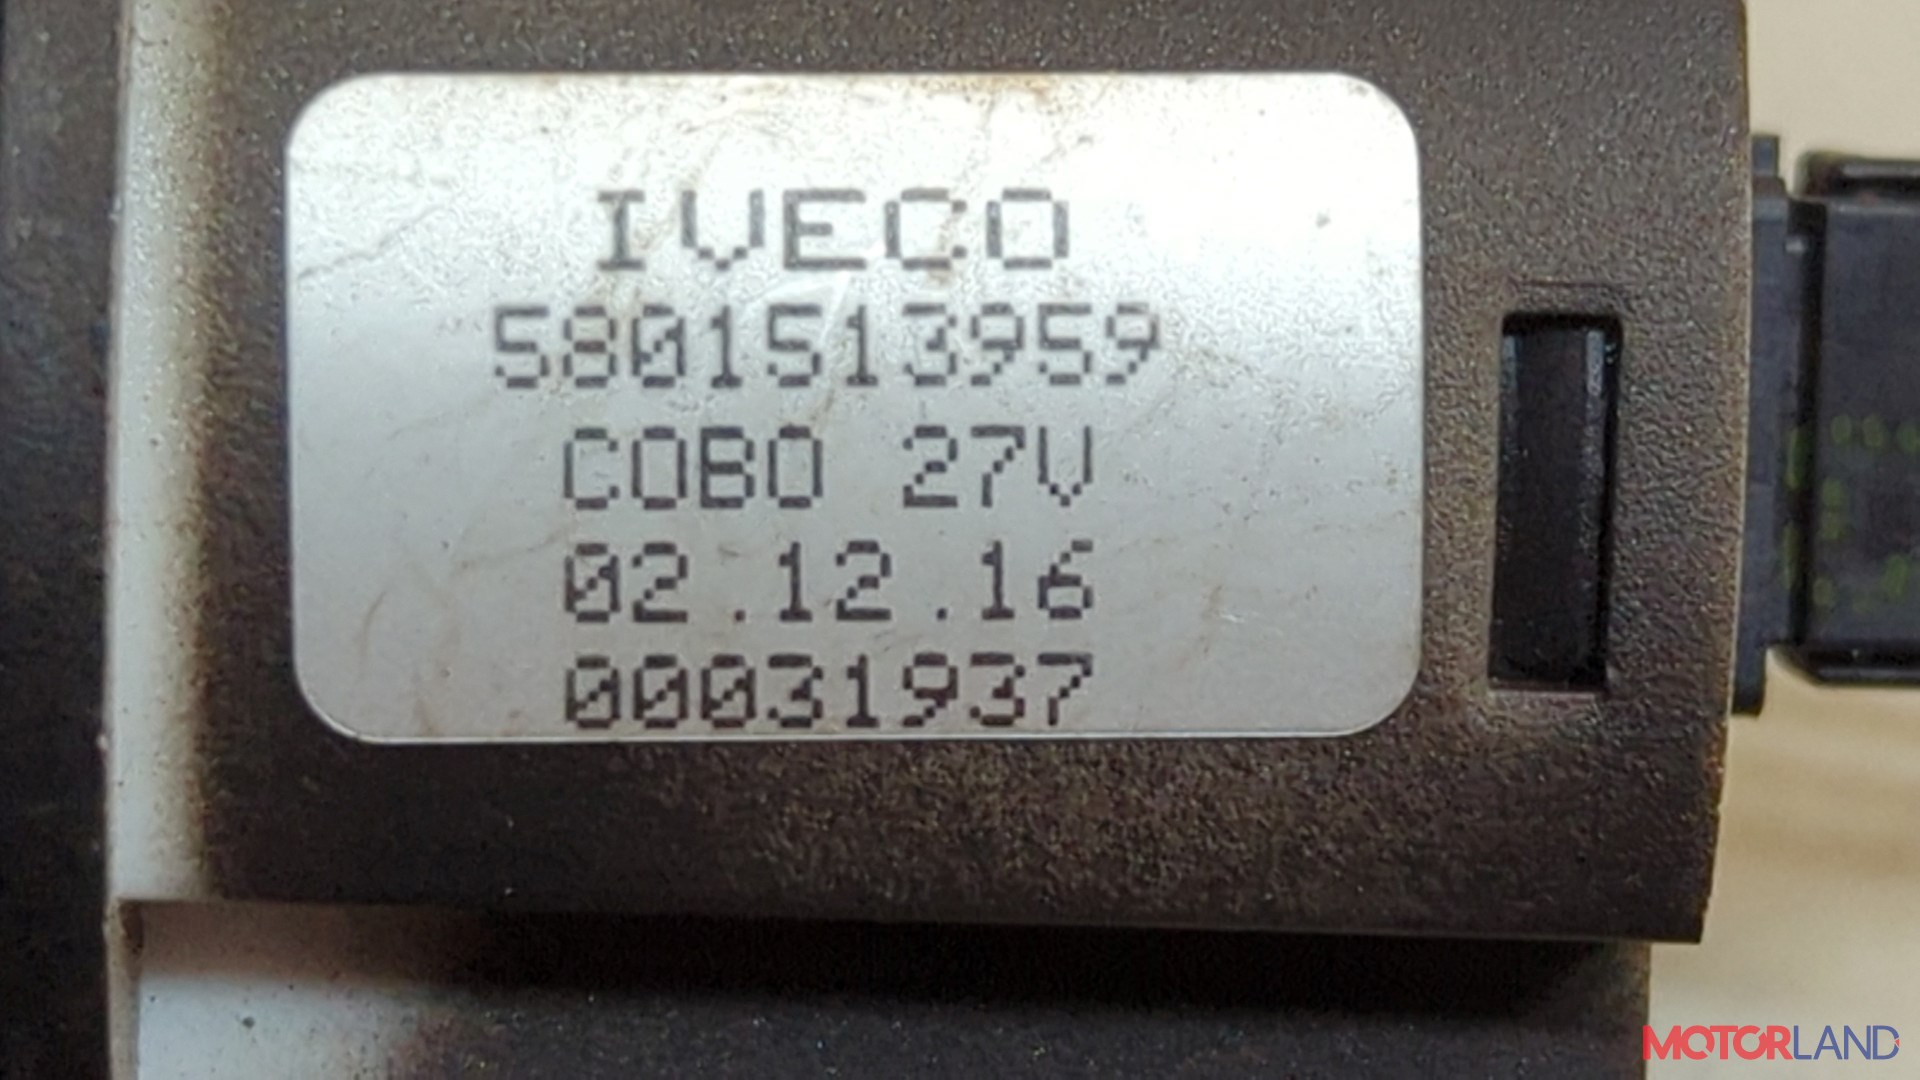 IVECO
5801513959
COBO 27V
02.12.16
00031937
MOTORLAND